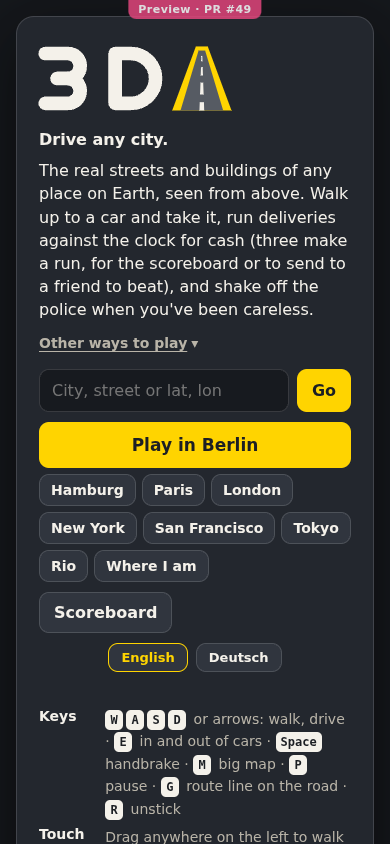 Preview · PR #49
3D
Drive any city.
The real streets and buildings of any
place on Earth, seen from above. Walk
up to a car and take it, run deliveries
against the clock for cash (three make
a run, for the scoreboard or to send to
a friend to beat), and shake off the
police when you've been careless.
Other ways to play ▾
City, street or lat, lon
Go
Play in Berlin
Hamburg Paris London
New York San Francisco Tokyo
Rio Where I am
Scoreboard
English Deutsch
Keys W A S D or arrows: walk, drive
· E in and out of cars · Space
handbrake · M big map · P
pause · G route line on the road ·
R unstick
Touch Drag anywhere on the left to walk